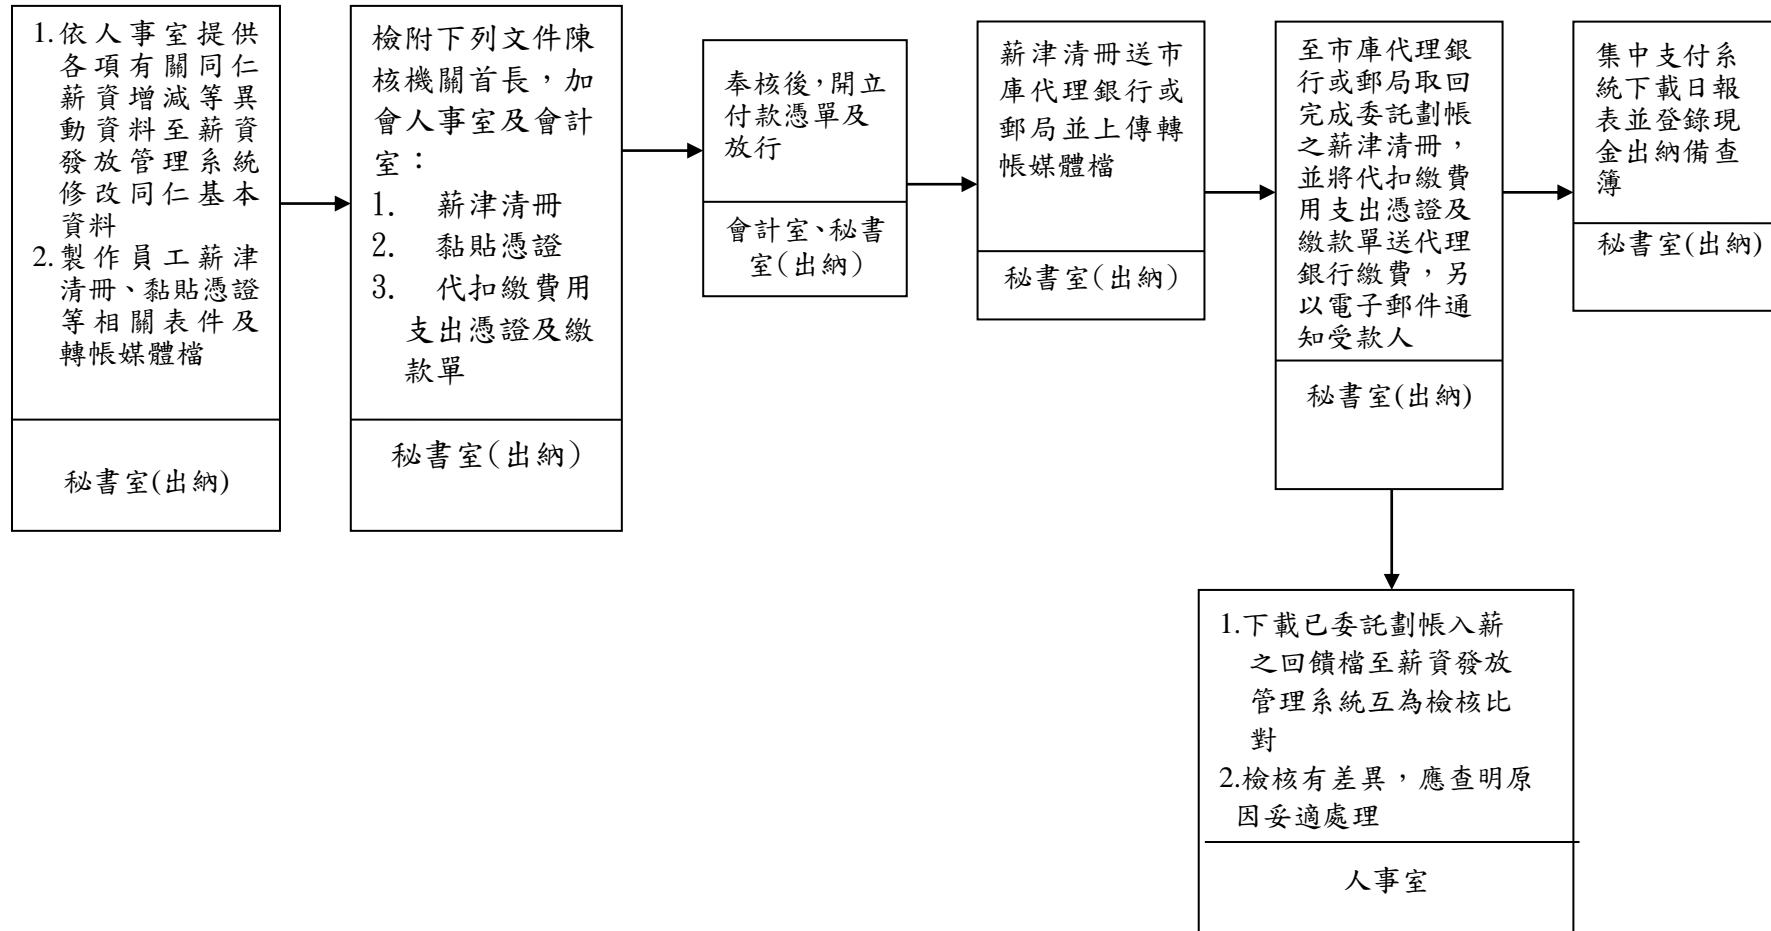 1.依人事室提供
各項有關同仁
薪資增減等異
動資料至薪資
發放管理系統
修改同仁基本
資料
2.製作員工薪津
清冊、黏貼憑證
等相關表件及
轉帳媒體檔
秘書室(出納)
檢附下列文件陳
核機關首長，加
會人事室及會計
室：
1. 薪津清冊
2. 黏貼憑證
3. 代扣繳費用
支出憑證及繳
款單
秘書室(出納)
奉核後，開立
付款憑單及
放行
會計室、秘書
室(出納)
薪津清冊送市
庫代理銀行或
郵局並上傳轉
帳媒體檔
秘書室(出納)
至市庫代理銀
行或郵局取回
完成委託劃帳
之薪津清冊，
並將代扣繳費
用支出憑證及
繳款單送代理
銀行繳費，另
以電子郵件通
知受款人
秘書室(出納)
集中支付系
統下載日報
表並登錄現
金出納備查
簿
秘書室(出納)
1.下載已委託劃帳入薪
之回饋檔至薪資發放
管理系統互為檢核比
對
2.檢核有差異，應查明原
因妥適處理
人事室